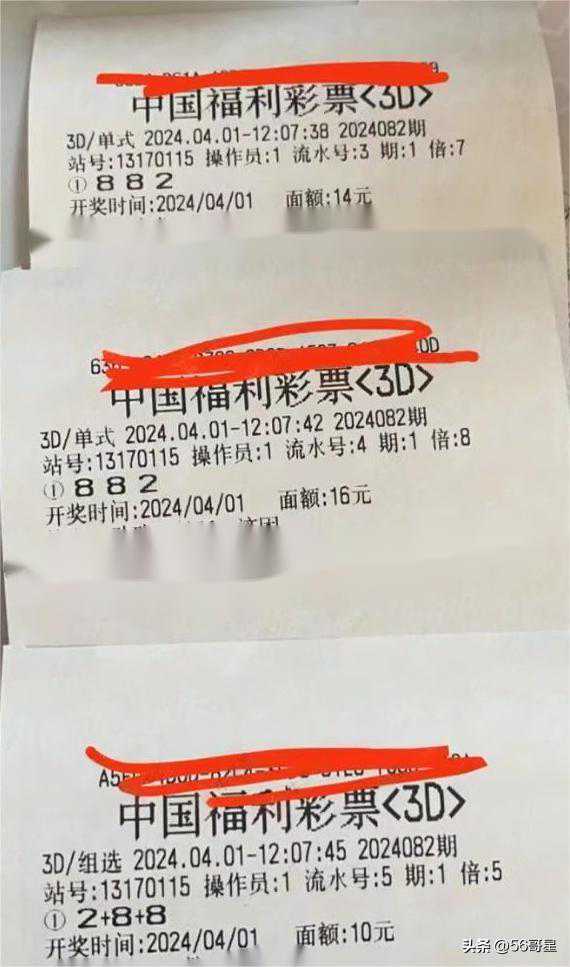 中国福利彩票<3D>
3D/单式 2024.04.01-12:07:38 2024082期
站号:13170115 操作员:1 流水号:3 期:1 倍:7
① 8 8 2
开奖时间:2024/04/01 面额:14元
中国福利彩票<3D>
3D/单式 2024.04.01-12:07:42 2024082期
站号:13170115 操作员:1 流水号:4 期:1 倍:8
① 8 8 2
开奖时间:2024/04/01 面额:16元
中国福利彩票<3D>
3D/组选 2024.04.01-12:07:45 2024082期
站号:13170115 操作员:1 流水号:5 期:1 倍:5
① 2+8+8
开奖时间:2024/04/01 面额:10元
头条 @56哥星